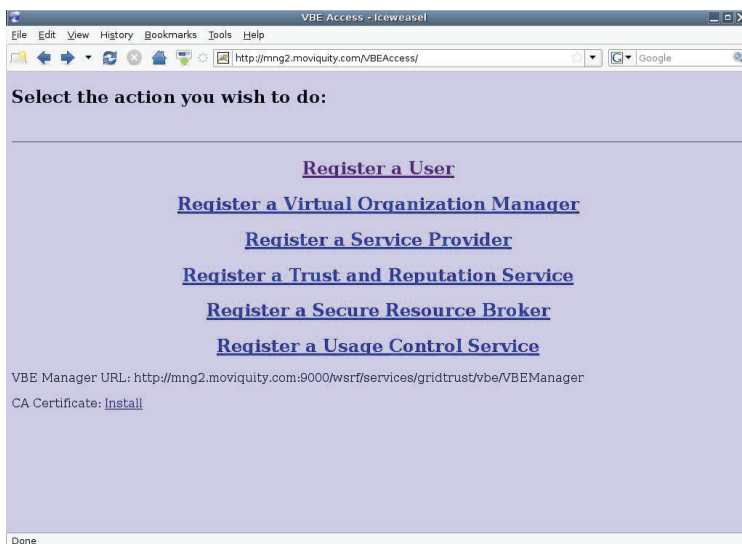 VBE Access - Iceweasel
File Edit View History Bookmarks Tools Help
http://mng2.moviquity.com/VBEAccess/ G Google
Select the action you wish to do:
Register a User
Register a Virtual Organization Manager
Register a Service Provider
Register a Trust and Reputation Service
Register a Secure Resource Broker
Register a Usage Control Service
VBE Manager URL: http://mng2.moviquity.com:9000/wsrf/services/gridtrust/vbe/VBEManager
CA Certificate: Install
Done